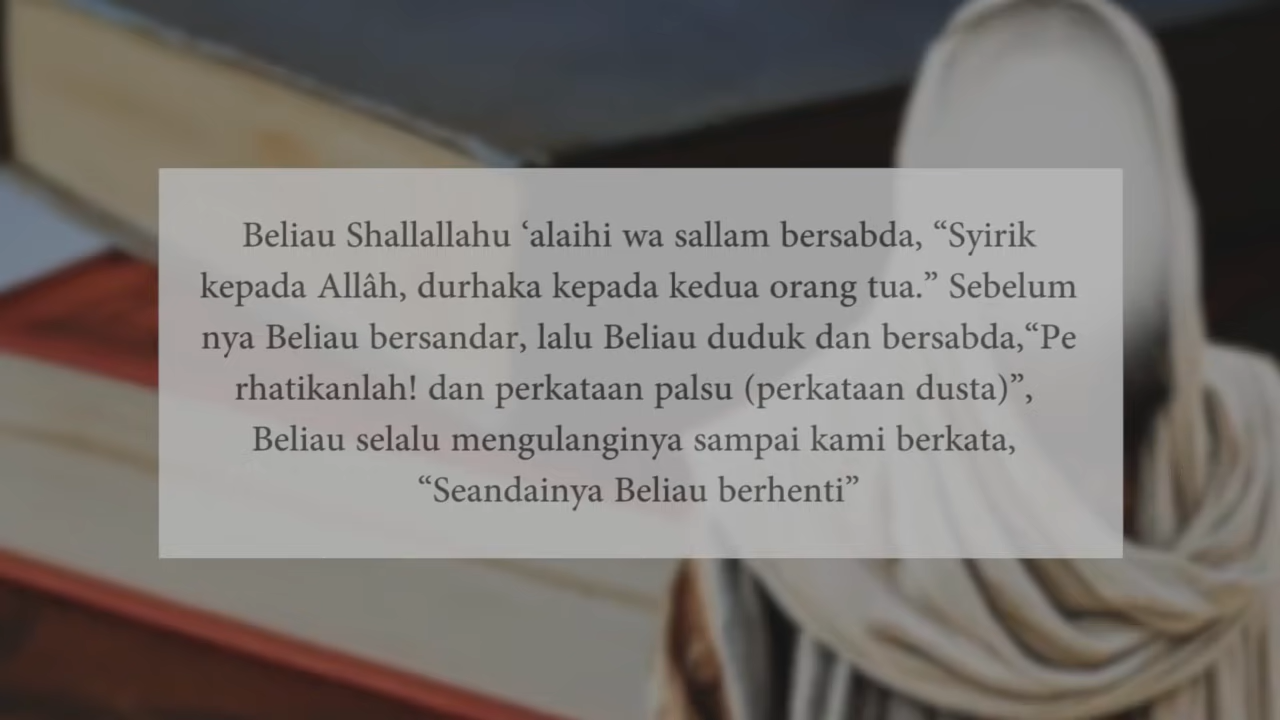 Beliau Shallallahu ‘alaihi wa sallam bersabda, “Syirik
kepada Allâh, durhaka kepada kedua orang tua.” Sebelum
nya Beliau bersandar, lalu Beliau duduk dan bersabda,“Pe
rhatikanlah! dan perkataan palsu (perkataan dusta)”,
Beliau selalu mengulanginya sampai kami berkata,
“Seandainya Beliau berhenti”